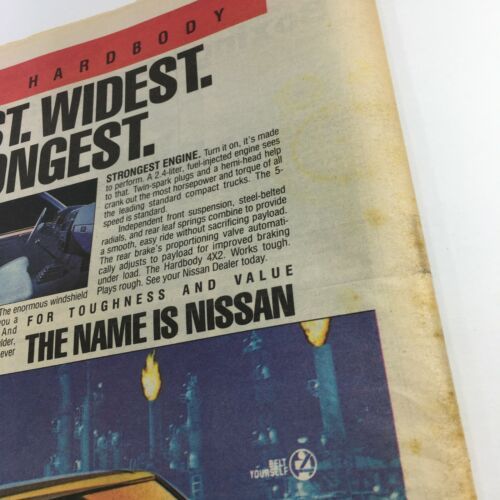 HARDBODY
ST. WIDEST.
ONGEST.
STRONGEST ENGINE. Turn it on, it's made
to perform. A 2.4-liter, fuel-injected engine sees
to that. Twin-spark plugs and a hemi-head help
crank out the most horsepower and torque of all
the leading standard compact trucks. The 5-
speed is standard.
Independent front suspension, steel-belted
radials, and rear leaf springs combine to provide
a smooth, easy ride without sacrificing payload.
The rear brake's proportioning valve automati-
cally adjusts to payload for improved braking
under load. The Hardbody 4X2. Works tough.
Plays rough. See your Nissan Dealer today.
The enormous windshield
you a
And
lder,
ever
FOR TOUGHNESS AND VALUE
THE NAME IS NISSAN
BELT
YOURSELF